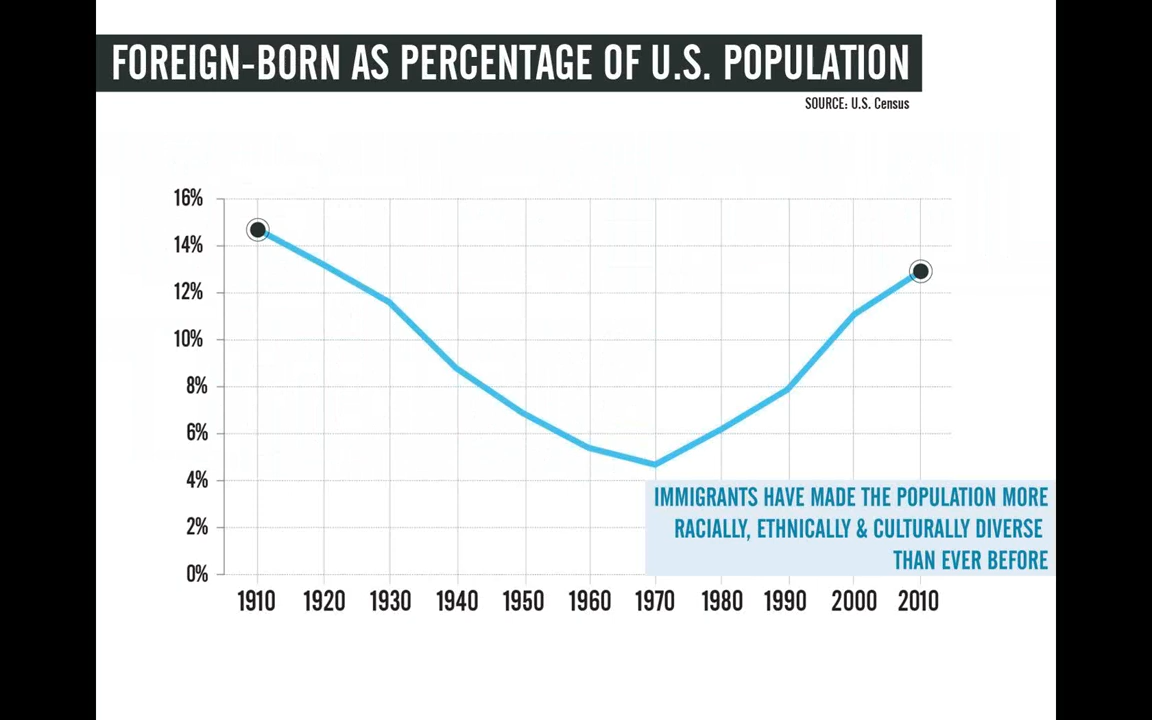 FOREIGN-BORN AS PERCENTAGE OF U.S. POPULATION
SOURCE: U.S. Census
16%
14%
12%
10%
8%
6%
4%
2%
0%
IMMIGRANTS HAVE MADE THE POPULATION MORE
RACIALLY, ETHNICALLY & CULTURALLY DIVERSE
THAN EVER BEFORE
1910 1920 1930 1940 1950 1960 1970 1980 1990 2000 2010